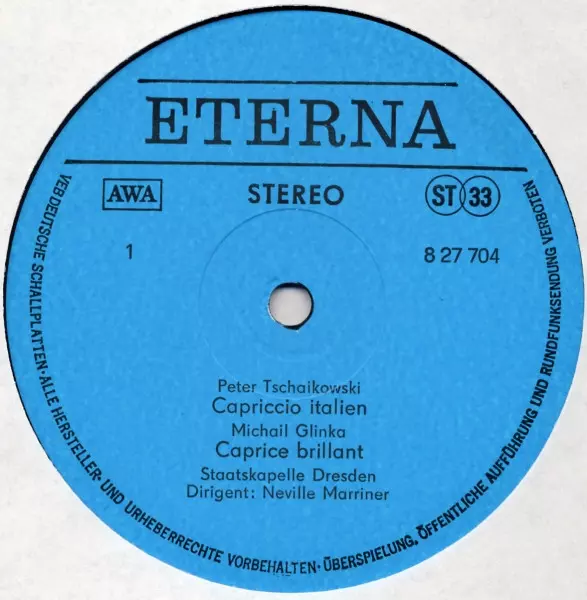 ETERNA
AWA
STEREO
ST 33
1
8 27 704
Peter Tschaikowski
Capriccio italien
Michail Glinka
Caprice brillant
Staatskapelle Dresden
Dirigent: Neville Marriner
VEB DEUTSCHE SCHALLPLATTEN · ALLE HERSTELLER- UND URHEBERRECHTE VORBEHALTEN · ÜBERSPIELUNG, ÖFFENTLICHE AUFFÜHRUNG UND RUNDFUNKSENDUNG VERBOTEN